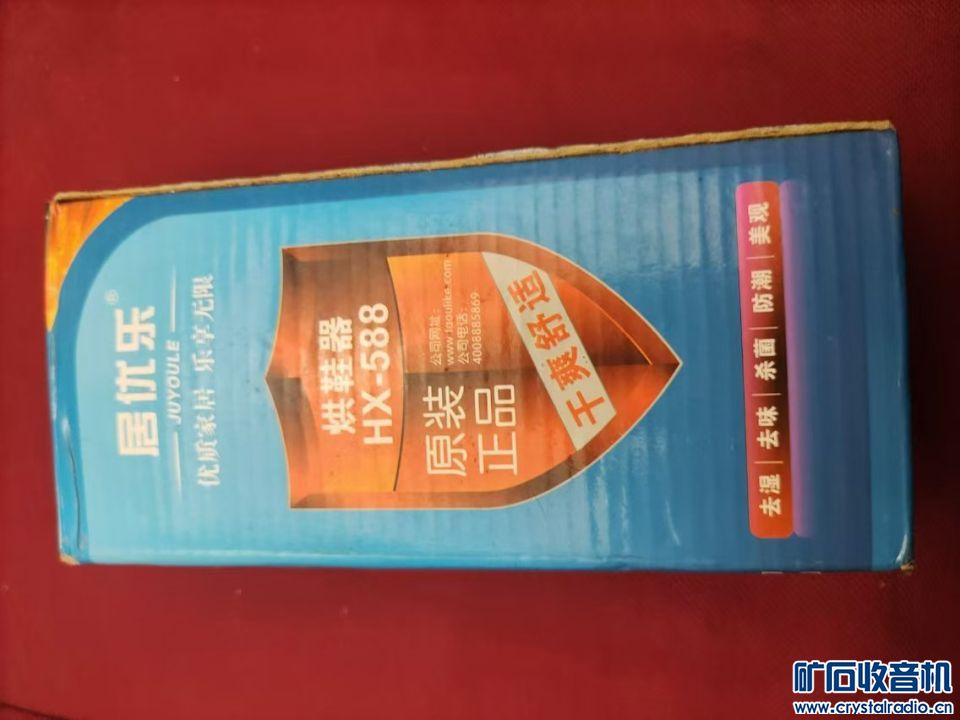 居优乐®
JUYOULE
优质家居 乐享无限
烘鞋器
HX-588
原装
正品
公司网址:
www.taoulike.com
公司电话:
4008885869
干爽舒适
去湿 | 去味 | 杀菌 | 防潮 | 美观
矿石收音机
www.crystalradio.cn